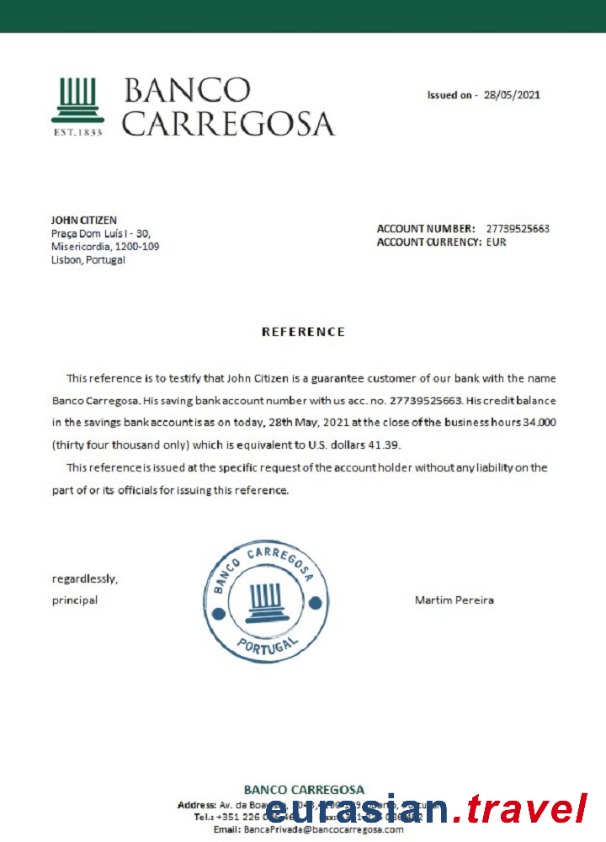 BANCO
CARREGOSA
EST.1833
Issued on - 28/05/2021
JOHN CITIZEN
Praça Dom Luís I - 30,
Misericordia, 1200-109
Lisbon, Portugal
ACCOUNT NUMBER: 27739525663
ACCOUNT CURRENCY: EUR
REFERENCE
This reference is to testify that John Citizen is a guarantee customer of our bank with the name
Banco Carregosa. His saving bank account number with us acc. no. 27739525663. His credit balance
in the savings bank account is as on today, 28th May, 2021 at the close of the business hours 34.000
(thirty four thousand only) which is equivalent to U.S. dollars 41.39.
This reference is issued at the specific request of the account holder without any liability on the
part of or its officials for issuing this reference.
regardlessly,
principal
BANCO CARREGOSA
PORTUGAL
Martim Pereira
BANCO CARREGOSA
Address: Av. da
eurasian.travel
Tel.: +351 226
Email: BancaPrivada@bancocarregosa.com